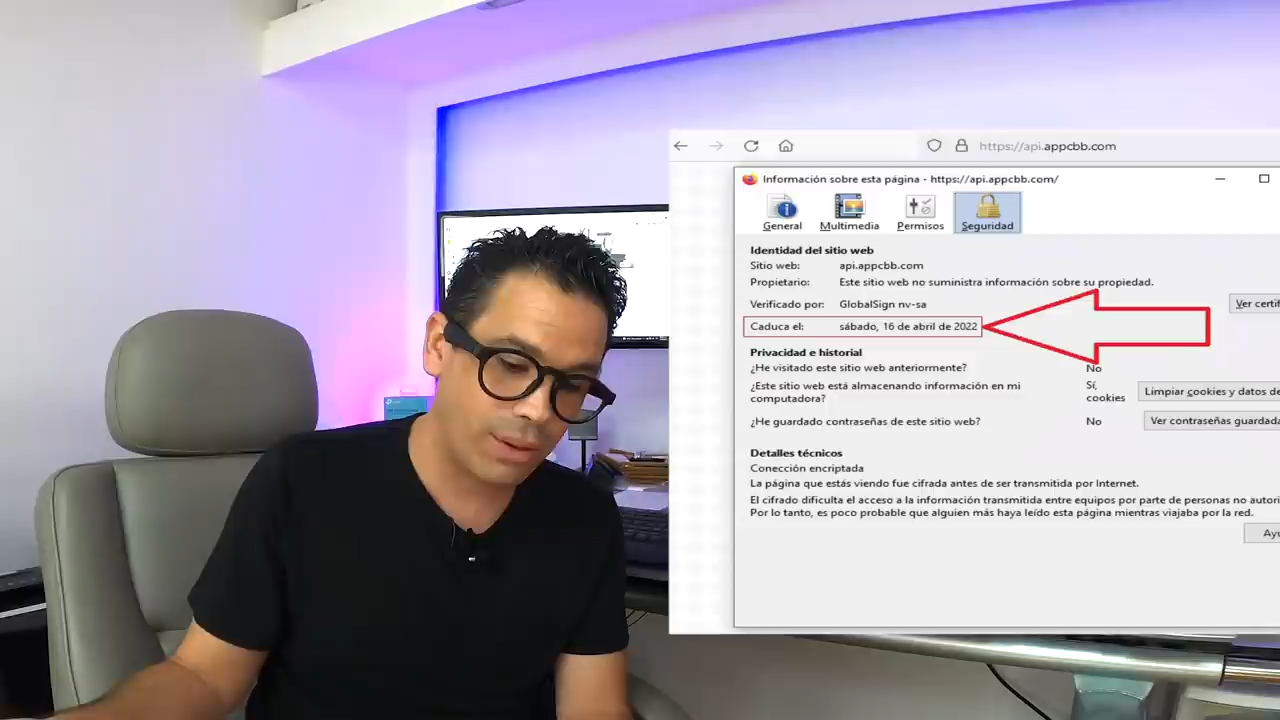 https://api.appcbb.com
Información sobre esta página - https://api.appcbb.com/
General Multimedia Permisos Seguridad
Identidad del sitio web
Sitio web: api.appcbb.com
Propietario: Este sitio web no suministra información sobre su propiedad.
Verificado por: GlobalSign nv-sa
Ver certi
Caduca el: sábado, 16 de abril de 2022
Privacidad e historial
¿He visitado este sitio web anteriormente? No
¿Este sitio web está almacenando información en mi
computadora?
Sí,
cookies
Limpiar cookies y datos de
¿He guardado contraseñas de este sitio web? No
Ver contraseñas guardada
Detalles técnicos
Conección encriptada
La página que estás viendo fue cifrada antes de ser transmitida por Internet.
El cifrado dificulta el acceso a la información transmitida entre equipos por parte de personas no autori
Por lo tanto, es poco probable que alguien más haya leído esta página mientras viajaba por la red.
Ayu